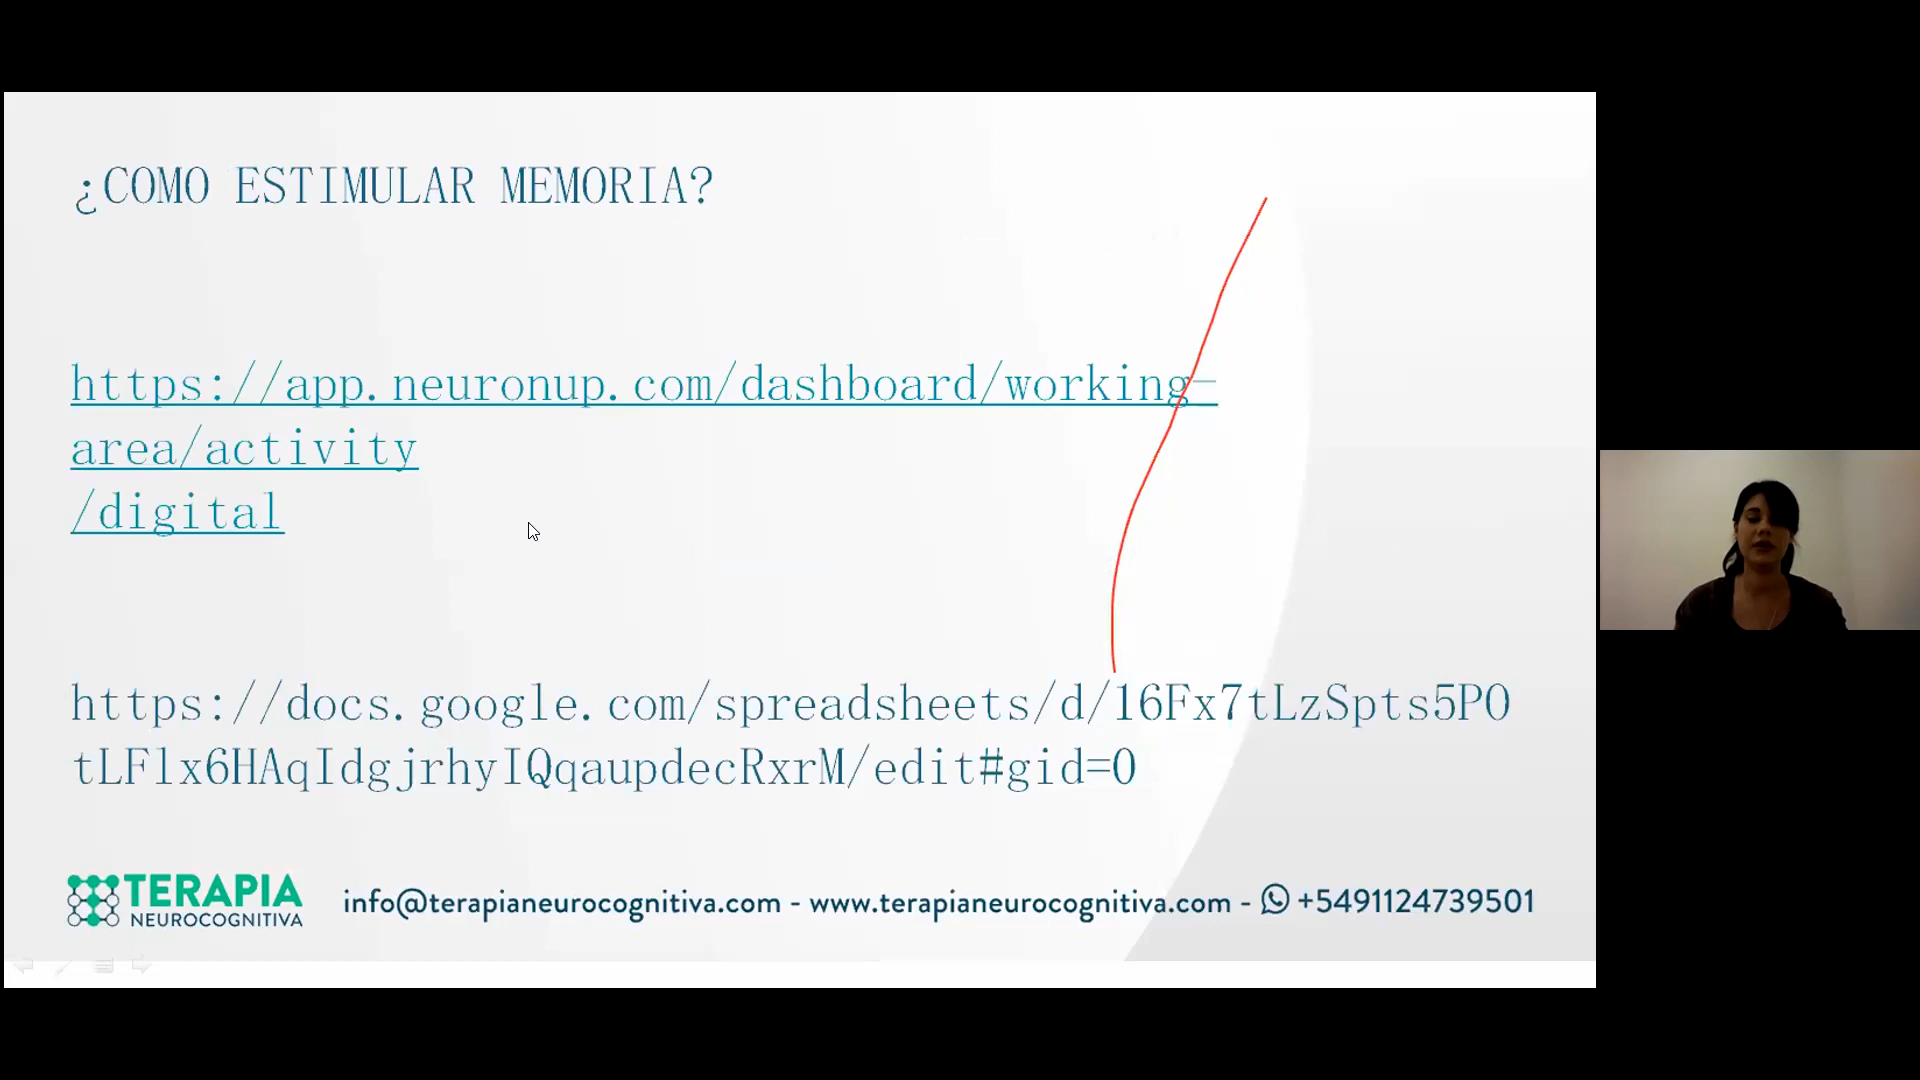 ¿COMO ESTIMULAR MEMORIA?
https://app.neuronup.com/dashboard/working-
area/activity
/digital
https://docs.google.com/spreadsheets/d/16Fx7tLzSpts5PO
tLFlx6HAqIdgjrhyIQqaupdecRxrM/edit#gid=0
TERAPIA
NEUROCOGNITIVA
info@terapianeurocognitiva.com - www.terapianeurocognitiva.com - +5491124739501